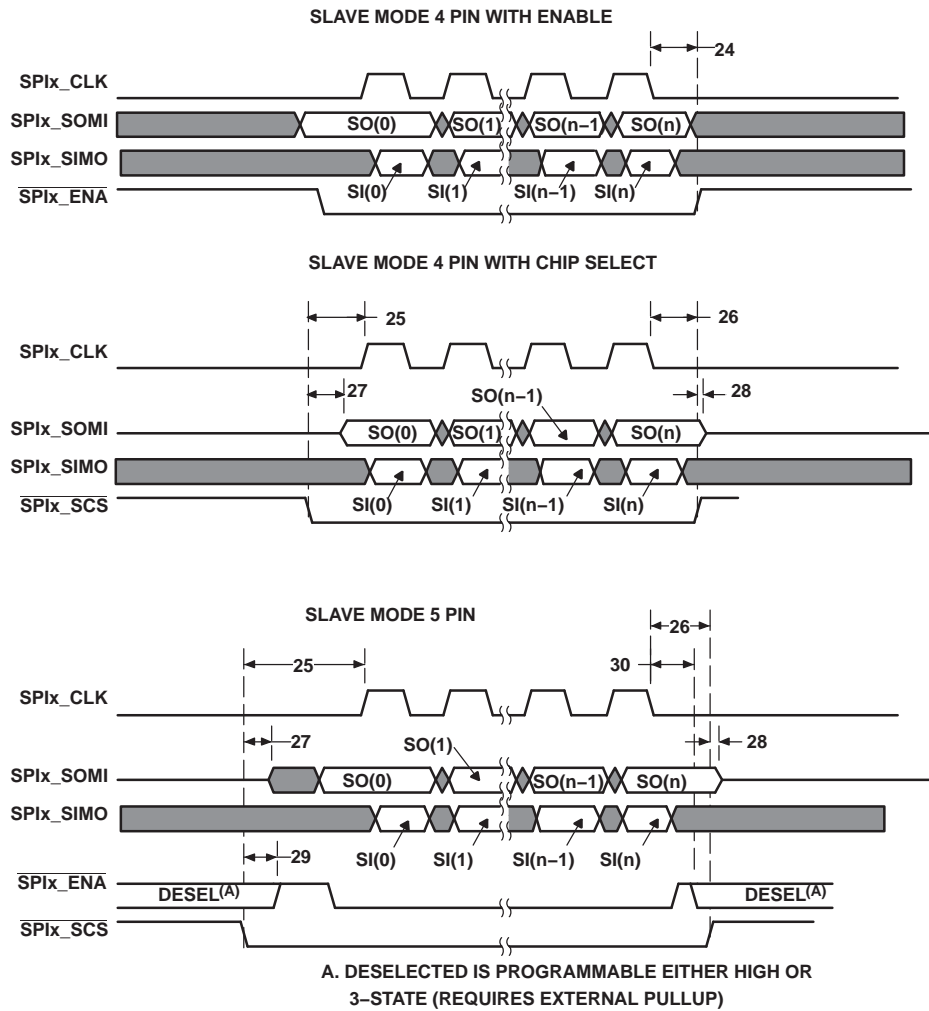 SLAVE MODE 4 PIN WITH ENABLE
24
SPIx_CLK
SPIx_SOMI
SO(0) SO(1) SO(n−1) SO(n)
SPIx_SIMO
SI(0) SI(1) SI(n−1) SI(n)
SPIx_ENA
SLAVE MODE 4 PIN WITH CHIP SELECT
25 26
SPIx_CLK
27 28
SO(n−1)
SPIx_SOMI
SO(0) SO(1) SO(n)
SPIx_SIMO
SI(0) SI(1) SI(n−1) SI(n)
SPIx_SCS
SLAVE MODE 5 PIN
26
25 30
SPIx_CLK
27 SO(1) 28
SPIx_SOMI
SO(0) SO(n−1) SO(n)
SPIx_SIMO
SI(0) SI(1) SI(n−1) SI(n)
29
SPIx_ENA
DESEL(A) DESEL(A)
SPIx_SCS
A. DESELECTED IS PROGRAMMABLE EITHER HIGH OR
3−STATE (REQUIRES EXTERNAL PULLUP)